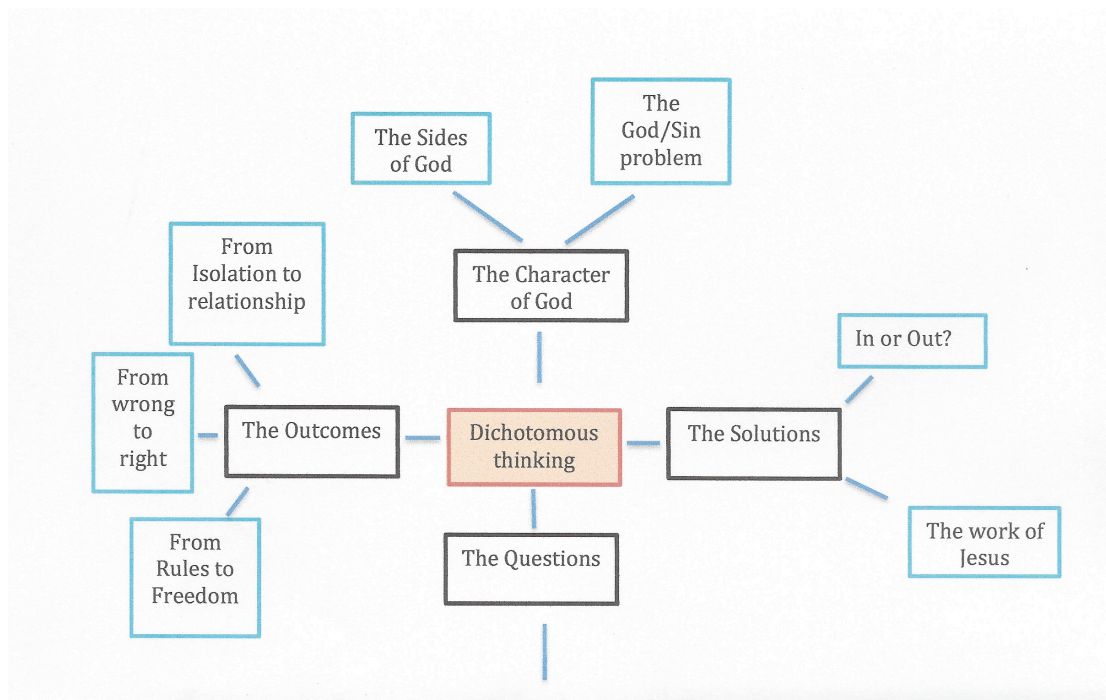 The
God/Sin
problem
The Sides
of God
From
Isolation to
relationship
The Character
of God
In or Out?
From
wrong
to
right
The Outcomes
Dichotomous
thinking
The Solutions
The work of
Jesus
From
Rules to
Freedom
The Questions